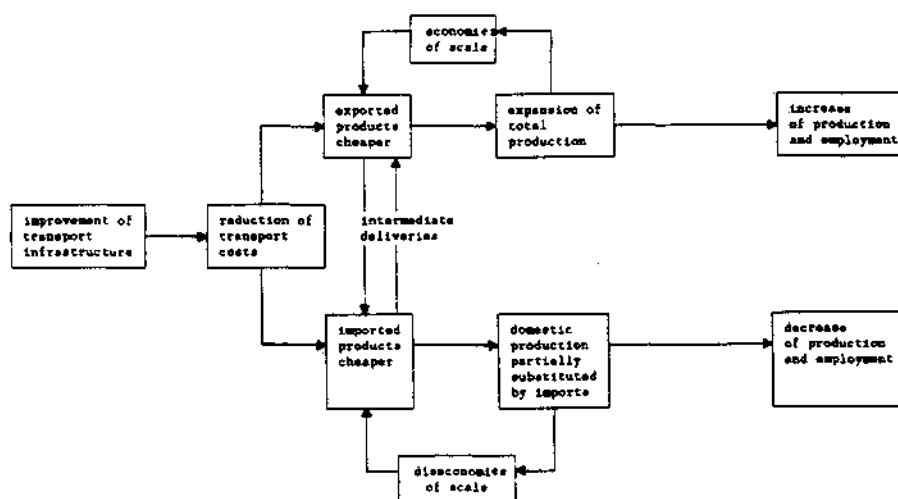 economies
of scale
exported
products
cheaper
expansion of
total
production
increase
of production
and employment
improvement of
transport
infrastructure
reduction of
transport
costs
intermediate
deliveries
imported
products
cheaper
domestic
production
partially
substituted
by imports
decrease
of production
and employment
diseconomies
of scale